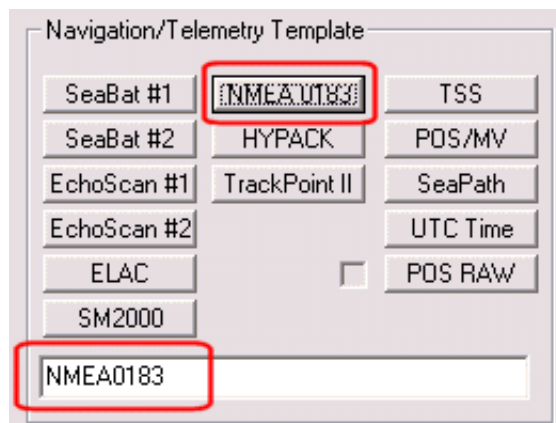 Navigation/Telemetry Template
SeaBat #1 NMEA 0183 TSS
SeaBat #2 HYPACK POS/MV
EchoScan #1 TrackPoint II SeaPath
EchoScan #2 UTC Time
ELAC POS RAW
SM2000
NMEA0183